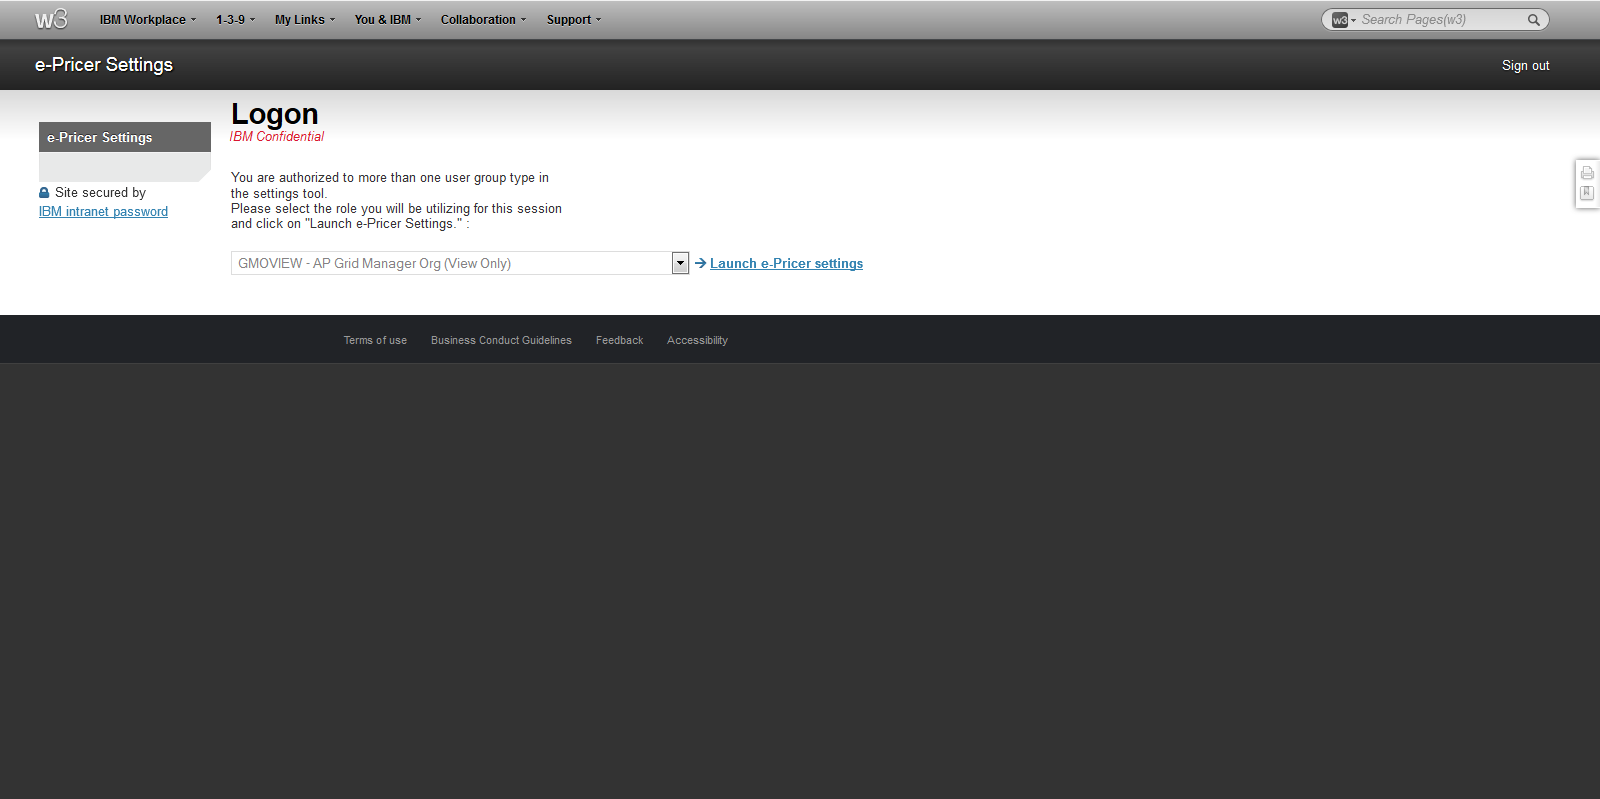 w3
IBM Workplace
1-3-9
My Links
You & IBM
Collaboration
Support
w3
Search Pages(w3)
e-Pricer Settings
Sign out
e-Pricer Settings
Site secured by
IBM intranet password
Logon
IBM Confidential
You are authorized to more than one user group type in
the settings tool.
Please select the role you will be utilizing for this session
and click on "Launch e-Pricer Settings." :
GMOVIEW - AP Grid Manager Org (View Only)
Launch e-Pricer settings
Terms of use
Business Conduct Guidelines
Feedback
Accessibility